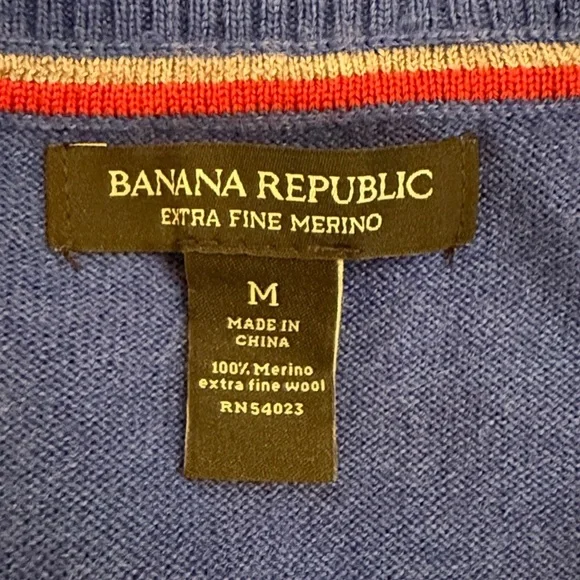 BANANA REPUBLIC
EXTRA FINE MERINO
M
MADE IN
CHINA
100% Merino
extra fine wool
RN54023